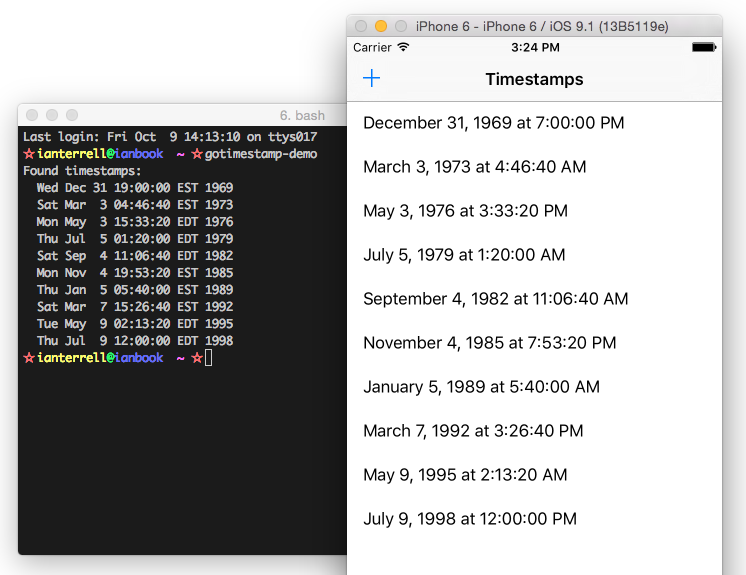 6. bash
Last login: Fri Oct  9 14:13:10 on ttys017
☆ianterrell@ianbook  ~ ☆gotimestamp-demo
Found timestamps:
  Wed Dec 31 19:00:00 EST 1969
  Sat Mar  3 04:46:40 EST 1973
  Mon May  3 15:33:20 EDT 1976
  Thu Jul  5 01:20:00 EDT 1979
  Sat Sep  4 11:06:40 EDT 1982
  Mon Nov  4 19:53:20 EST 1985
  Thu Jan  5 05:40:00 EST 1989
  Sat Mar  7 15:26:40 EST 1992
  Tue May  9 02:13:20 EDT 1995
  Thu Jul  9 12:00:00 EDT 1998
☆ianterrell@ianbook  ~ ☆
iPhone 6 - iPhone 6 / iOS 9.1 (13B5119e)
Carrier 3:24 PM
+ Timestamps
December 31, 1969 at 7:00:00 PM
March 3, 1973 at 4:46:40 AM
May 3, 1976 at 3:33:20 PM
July 5, 1979 at 1:20:00 AM
September 4, 1982 at 11:06:40 AM
November 4, 1985 at 7:53:20 PM
January 5, 1989 at 5:40:00 AM
March 7, 1992 at 3:26:40 PM
May 9, 1995 at 2:13:20 AM
July 9, 1998 at 12:00:00 PM